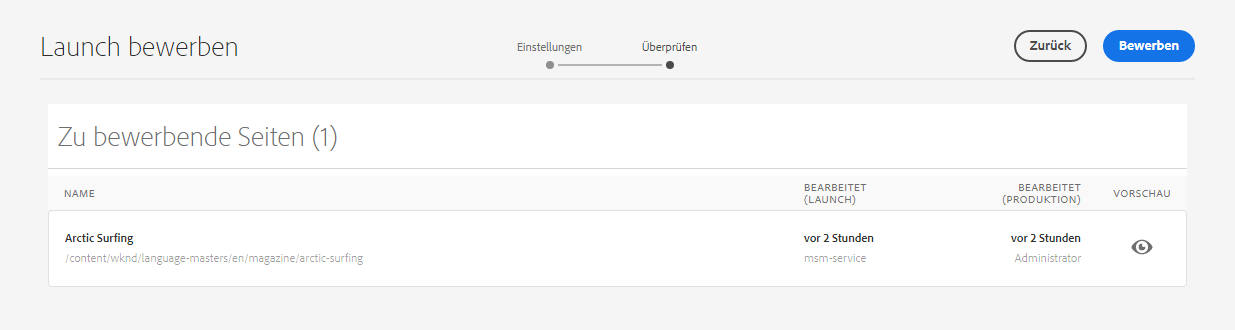 Launch bewerben
Einstellungen
Überprüfen
Zurück
Bewerben
Zu bewerbende Seiten (1)
NAME
BEARBEITET
(LAUNCH)
BEARBEITET
(PRODUKTION)
VORSCHAU
Arctic Surfing
/content/wknd/language-masters/en/magazine/arctic-surfing
vor 2 Stunden
msm-service
vor 2 Stunden
Administrator